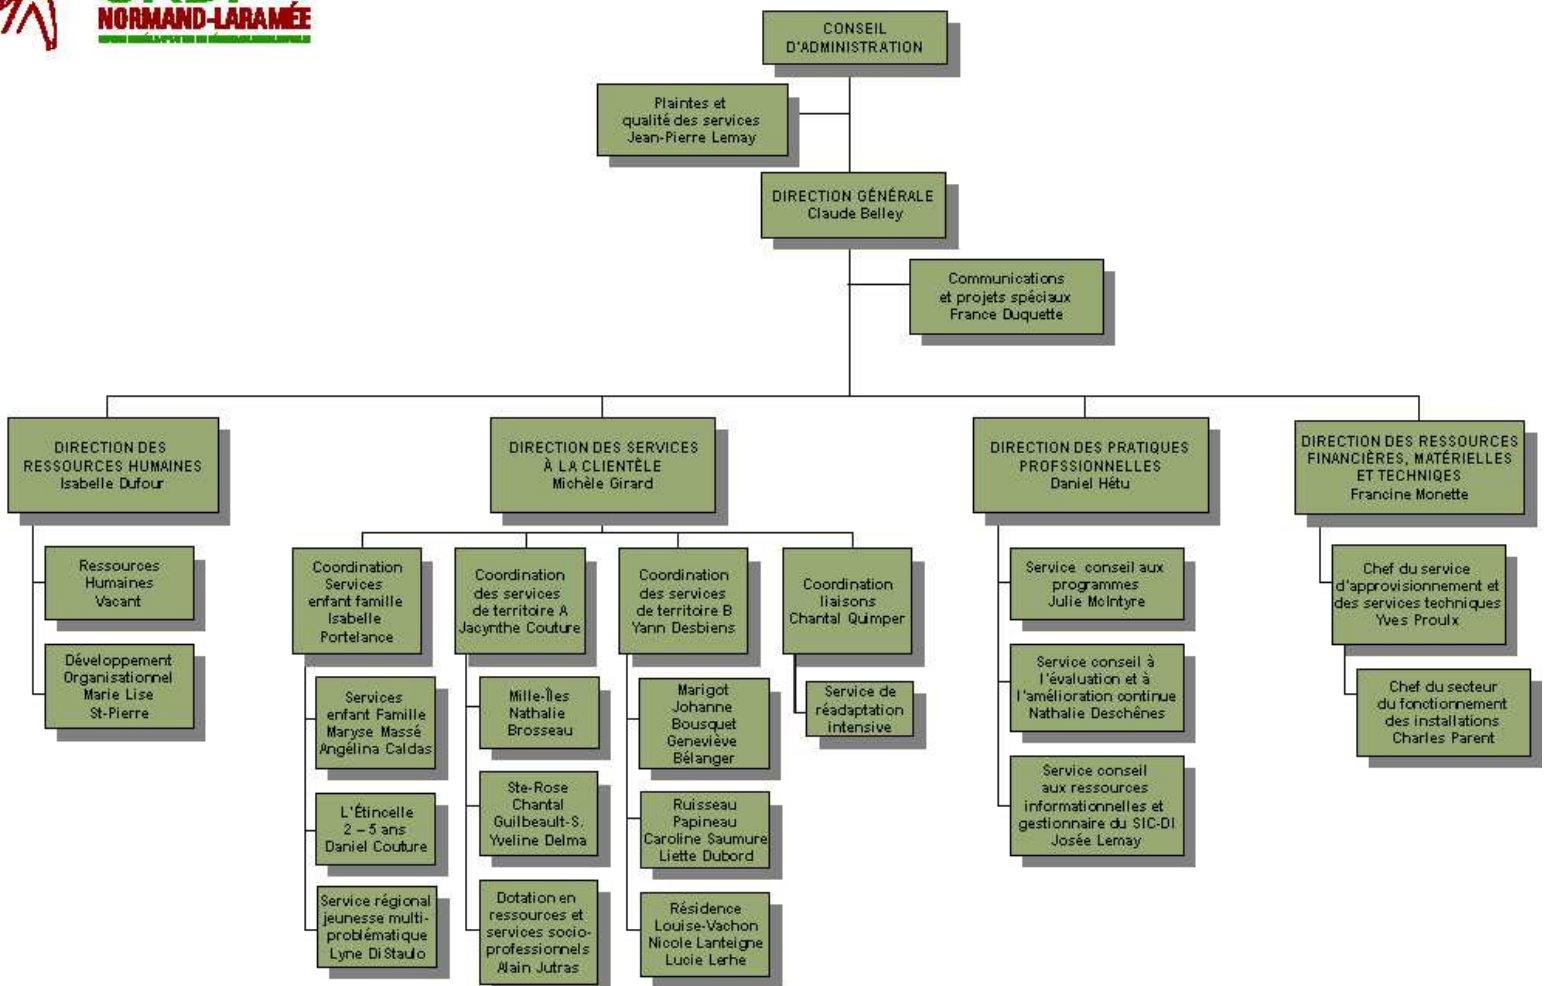 NORMAND-LARAMÉE
CONSEIL
D'ADMINISTRATION
Plaintes et
qualité des services
Jean-Pierre Lemay
DIRECTION GÉNÉRALE
Claude Belley
Communications
et projets spéciaux
France Duquette
DIRECTION DES
RESSOURCES HUMAINES
Isabelle Dufour
DIRECTION DES SERVICES
À LA CLIENTÈLE
Michèle Girard
DIRECTION DES PRATIQUES
PROFSSIONNELLES
Daniel Hétu
DIRECTION DES RESSOURCES
FINANCIÈRES, MATÉRIELLES
ET TECHNIQES
Francine Monette
Ressources
Humaines
Vacant
Développement
Organisationnel
Marie Lise
St-Pierre
Coordination
Services
enfant famille
Isabelle
Portelance
Services
enfant Famille
Maryse Massé
Angélina Caldas
L'Étincelle
2 – 5 ans
Daniel Couture
Service régional
jeunesse multi-
problématique
Lyne DiStaulo
Coordination
des services
de territoire A
Jacynthe Couture
Mille-Îles
Nathalie
Brosseau
Ste-Rose
Chantal
Guilbeault-S.
Yveline Delma
Dotation en
ressources et
services socio-
professionnels
Alain Jutras
Coordination
des services
de territoire B
Yann Desbiens
Marigot
Johanne
Bousquet
Geneviève
Bélanger
Ruisseau
Papineau
Caroline Saumure
Liette Dubord
Résidence
Louise-Vachon
Nicole Lanteigne
Lucie Lerhe
Coordination
liaisons
Chantal Quimper
Service de
réadaptation
intensive
Service conseil aux
programmes
Julie McIntyre
Service conseil à
l'évaluation et à
l'amélioration continue
Nathalie Deschênes
Service conseil
aux ressources
informationnelles et
gestionnaire du SIC-DI
Josée Lemay
Chef du service
d'approvisionnement et
des services techniques
Yves Proulx
Chef du secteur
du fonctionement
des installations
Charles Parent